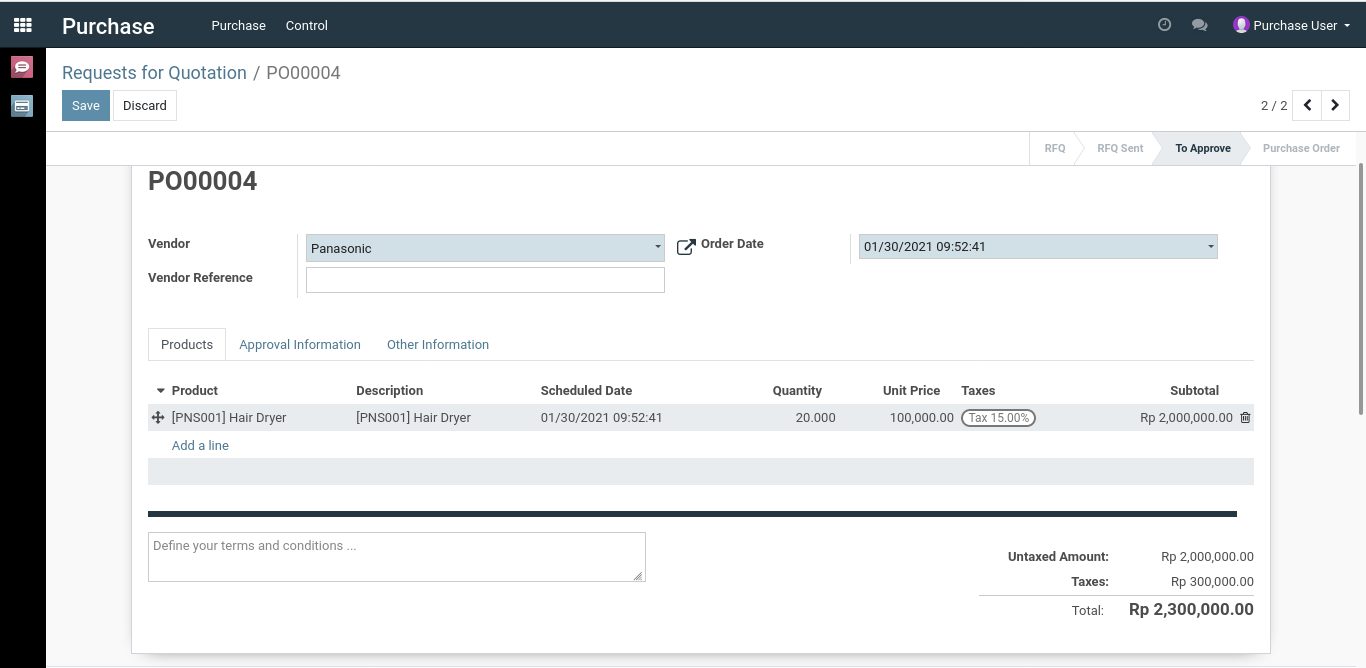 Purchase Purchase Control Purchase User
Requests for Quotation / PO00004
Save Discard 2 / 2
RFQ RFQ Sent To Approve Purchase Order
PO00004
Vendor Panasonic Order Date 01/30/2021 09:52:41
Vendor Reference
Products Approval Information Other Information
Product Description Scheduled Date Quantity Unit Price Taxes Subtotal
[PNS001] Hair Dryer [PNS001] Hair Dryer 01/30/2021 09:52:41 20.000 100,000.00 Tax 15.00% Rp 2,000,000.00
Add a line
Define your terms and conditions ...
Untaxed Amount: Rp 2,000,000.00
Taxes: Rp 300,000.00
Total: Rp 2,300,000.00